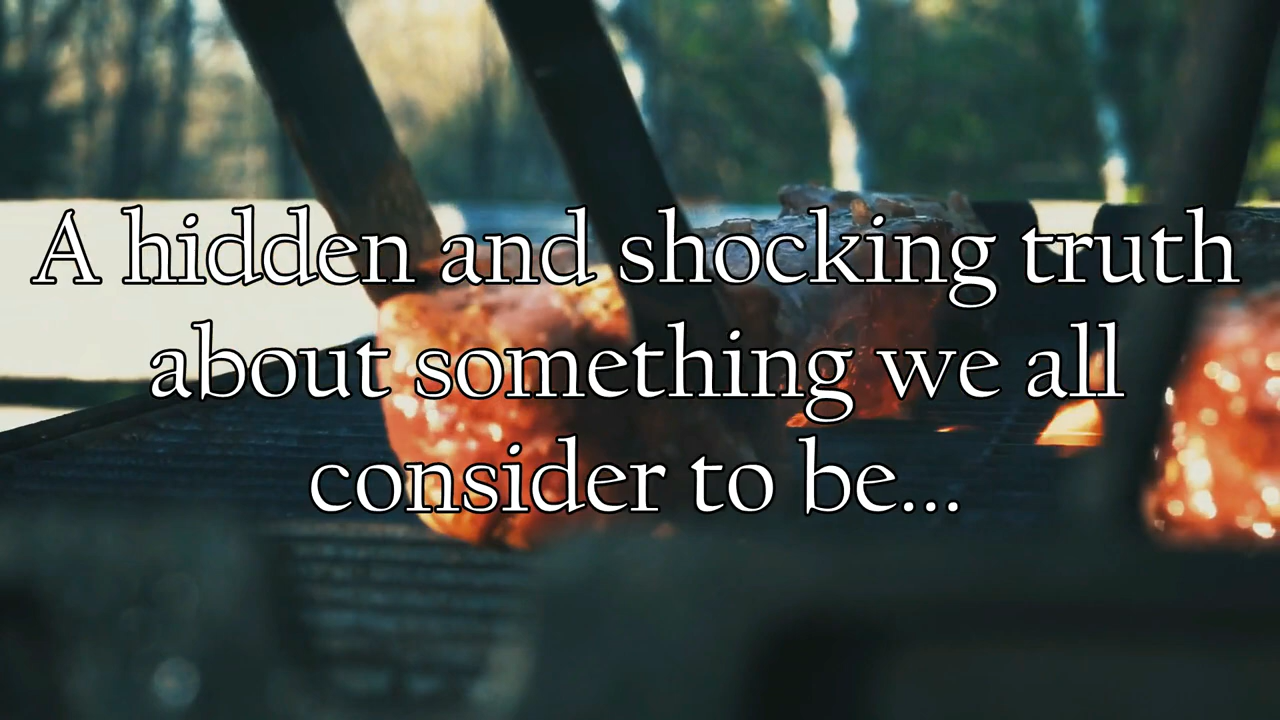 A hidden and shocking truth
about something we all
consider to be...